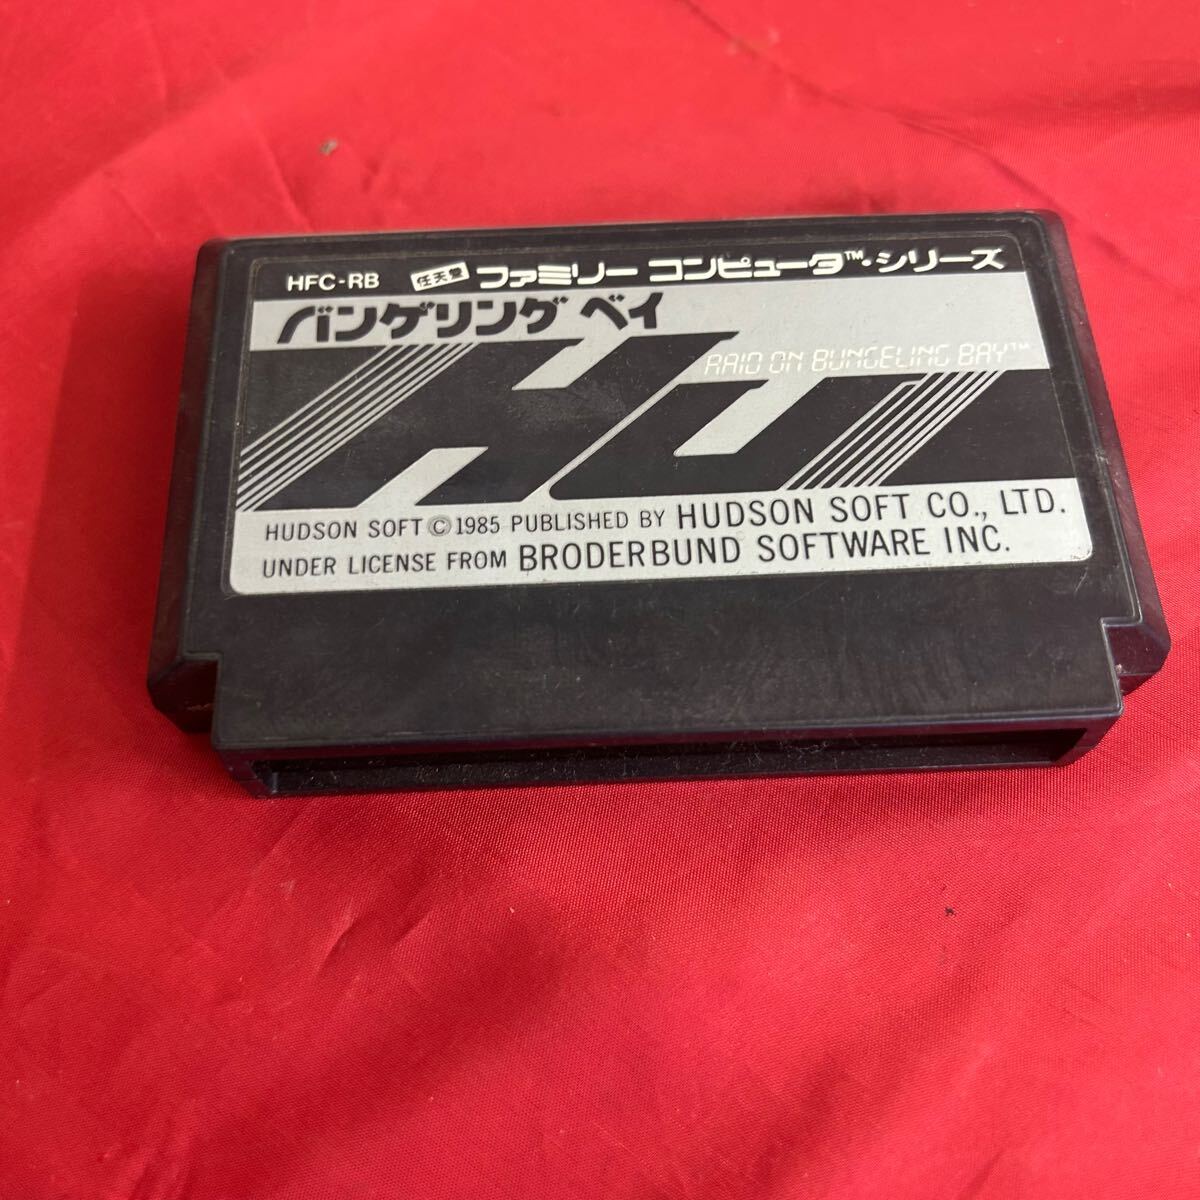 HFC-RB 任天堂 ファミリー コンピュータ™・シリーズ
バンゲリング ベイ
RAID ON BUNGELING BAY™
HU
HUDSON SOFT © 1985 PUBLISHED BY HUDSON SOFT CO., LTD.
UNDER LICENSE FROM BRODERBUND SOFTWARE INC.